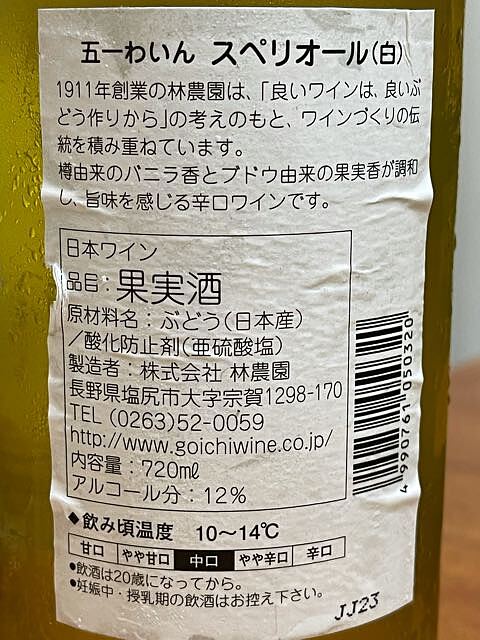 五一わいん スペリオール(白)
1911年創業の林農園は、「良いワインは、良いぶ
どう作りから」の考えのもと、ワインづくりの伝
統を積み重ねています。
樽由来のバニラ香とブドウ由来の果実香が調和
し、旨味を感じる辛口ワインです。
日本ワイン
品目:果実酒
原材料名:ぶどう(日本産)
/酸化防止剤(亜硫酸塩)
製造者:株式会社 林農園
長野県塩尻市大字宗賀1298-170
TEL (0263)52-0059
http://www.goichiwine.co.jp/
内容量:720ml
アルコール分:12%
4 990761 050320
◆飲み頃温度 10〜14℃
甘口 やや甘口 中口 やや辛口 辛口
●飲酒は20歳になってから。
●妊娠中・授乳期の飲酒はお控え下さい。
JJ23